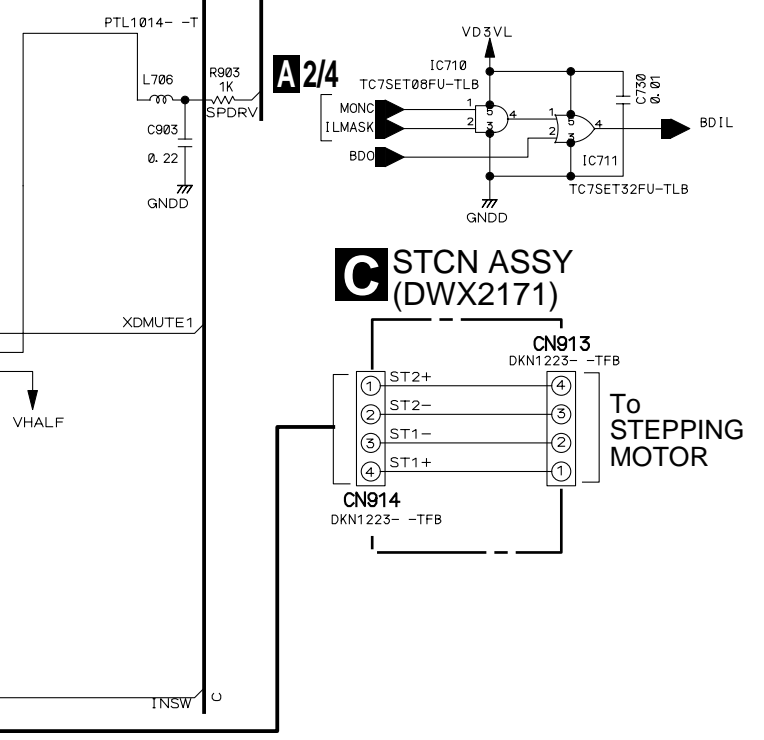 PTL1014- -T
L706
R903
1K
SPDRV
C903
0.22
GNDD
A 2/4
VD3VL
IC710
TC7SET08FU-TLB
MONC
ILMASK
BDO
1
2
5
3
4
1
2
5
3
4
IC711
TC7SET32FU-TLB
C730
0.01
BDIL
GNDD
C STCN ASSY
(DWX2171)
XDMUTE1
VHALF
CN913
DKN1223- -TFB
1 ST2+ 4
2 ST2- 3
3 ST1- 2
4 ST1+ 1
To
STEPPING
MOTOR
CN914
DKN1223- -TFB
INSW
C